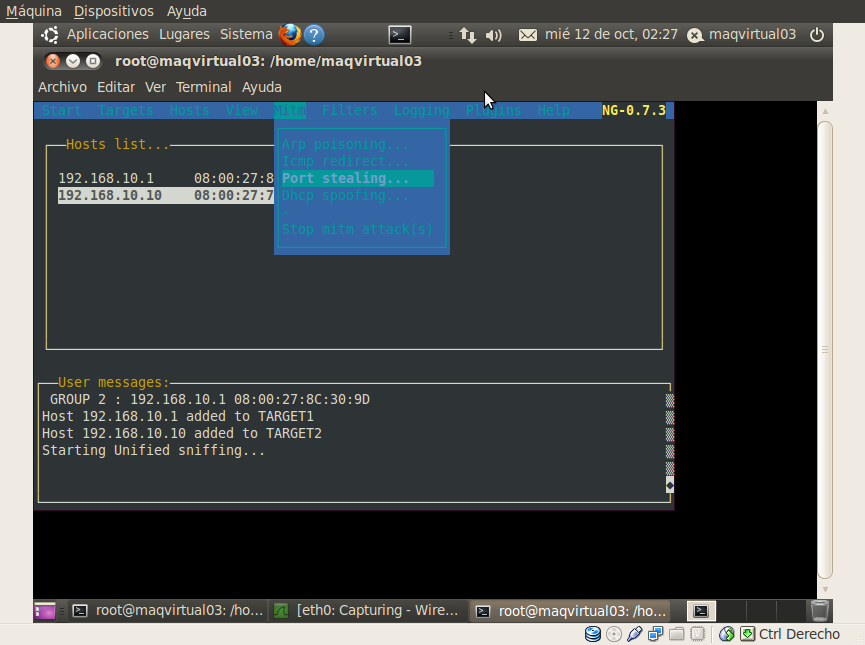 Máquina Dispositivos Ayuda
Aplicaciones Lugares Sistema mié 12 de oct, 02:27 maqvirtual03
root@maqvirtual03: /home/maqvirtual03
Archivo Editar Ver Terminal Ayuda
Start Targets Hosts View Mitm Filters Logging Plugins Help NG-0.7.3
Hosts list...
Arp poisoning...
Icmp redirect...
Port stealing...
Dhcp spoofing...
-
Stop mitm attack(s)
192.168.10.1 08:00:27:8
192.168.10.10 08:00:27:7
User messages:
GROUP 2 : 192.168.10.1 08:00:27:8C:30:9D
Host 192.168.10.1 added to TARGET1
Host 192.168.10.10 added to TARGET2
Starting Unified sniffing...
root@maqvirtual03: /ho... [eth0: Capturing - Wire... root@maqvirtual03: /ho...
Ctrl Derecho